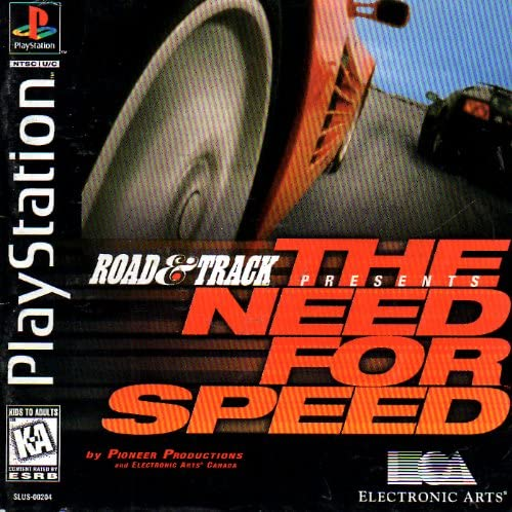 PlayStation
NTSC U/C
PlayStation
ROAD & TRACK
PRESENTS
THE
NEED
FOR
SPEED
by PIONEER PRODUCTIONS
and ELECTRONIC ARTS® CANADA
KIDS TO ADULTS
K-A
CONTENT RATED BY
ESRB
SLUS-00204
EA
ELECTRONIC ARTS®